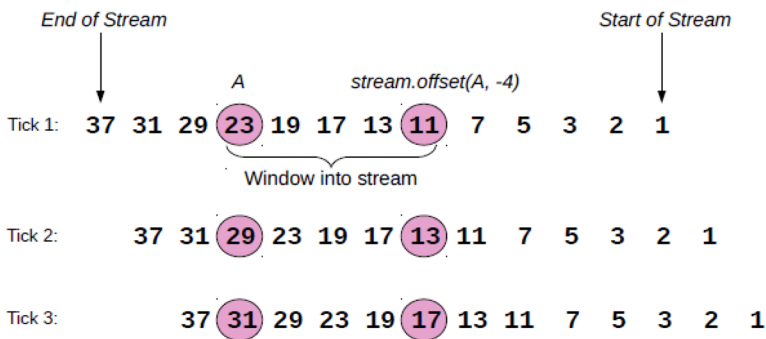 End of Stream Start of Stream
A stream.offset(A, -4)
Tick 1: 37 31 29 23 19 17 13 11 7 5 3 2 1
Window into stream
Tick 2: 37 31 29 23 19 17 13 11 7 5 3 2 1
Tick 3: 37 31 29 23 19 17 13 11 7 5 3 2 1